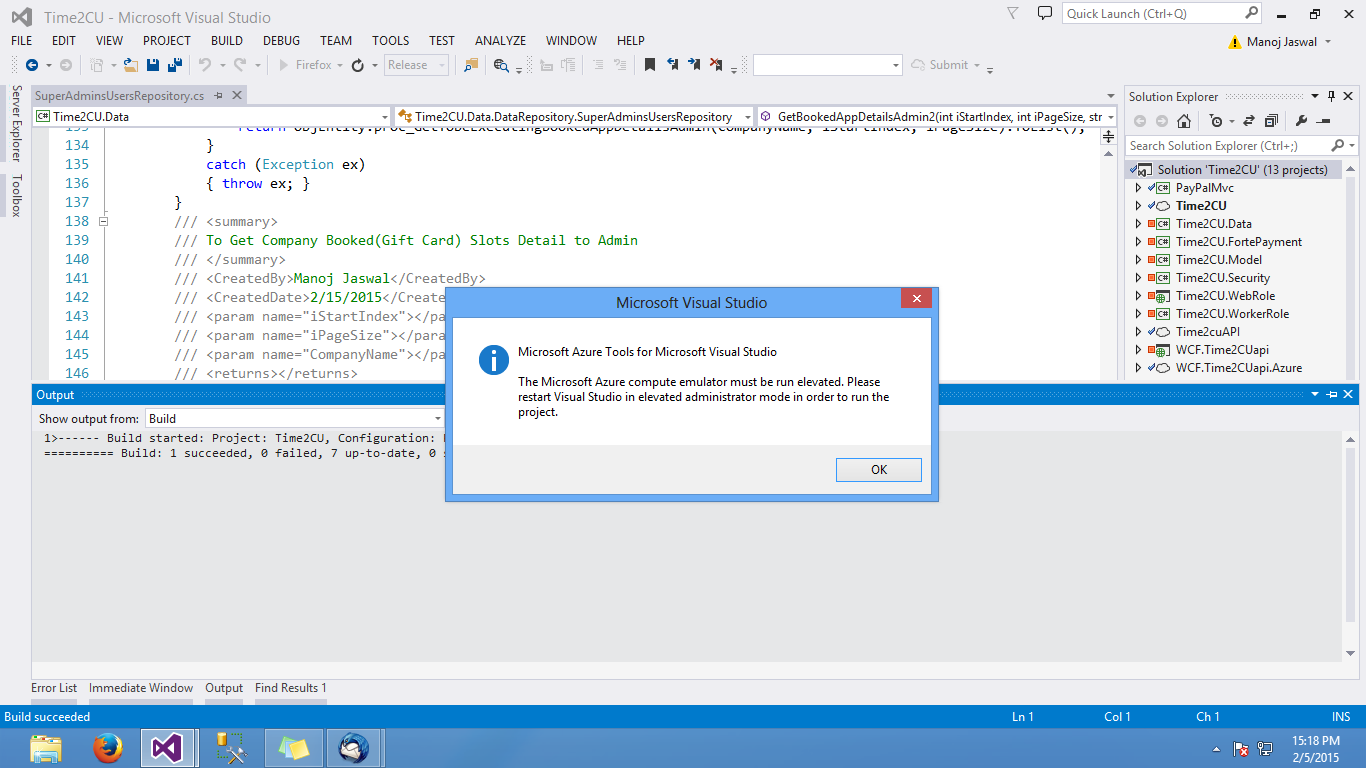 Time2CU - Microsoft Visual Studio
Quick Launch (Ctrl+Q)
FILE EDIT VIEW PROJECT BUILD DEBUG TEAM TOOLS TEST ANALYZE WINDOW HELP
Manoj Jaswal
Firefox
Release
Submit
Server Explorer
Toolbox
SuperAdminsUsersRepository.cs
Time2CU.Data
Time2CU.Data.DataRepository.SuperAdminsUsersRepository
GetBookedAppDetailsAdmin2(int iStartIndex, int iPageSize, str
134 }
135 catch (Exception ex)
136 { throw ex; }
137 }
138 /// <summary>
139 /// To Get Company Booked(Gift Card) Slots Detail to Admin
140 /// </summary>
141 /// <CreatedBy>Manoj Jaswal</CreatedBy>
142 /// <CreatedDate>2/15/2015</Create
143 /// <param name="iStartIndex"></pa
144 /// <param name="iPageSize"></para
145 /// <param name="CompanyName"></pa
146 /// <returns></returns>
Solution Explorer
Search Solution Explorer (Ctrl+;)
Solution 'Time2CU' (13 projects)
PayPalMvc
Time2CU
Time2CU.Data
Time2CU.FortePayment
Time2CU.Model
Time2CU.Security
Time2CU.WebRole
Time2CU.WorkerRole
Time2cuAPI
WCF.Time2CUapi
WCF.Time2CUapi.Azure
Microsoft Visual Studio
Microsoft Azure Tools for Microsoft Visual Studio
The Microsoft Azure compute emulator must be run elevated. Please
restart Visual Studio in elevated administrator mode in order to run the
project.
OK
Output
Show output from: Build
1>------ Build started: Project: Time2CU, Configuration:
========== Build: 1 succeeded, 0 failed, 7 up-to-date, 0
Error List Immediate Window Output Find Results 1
Build succeeded
Ln 1 Col 1 Ch 1 INS
15:18 PM
2/5/2015